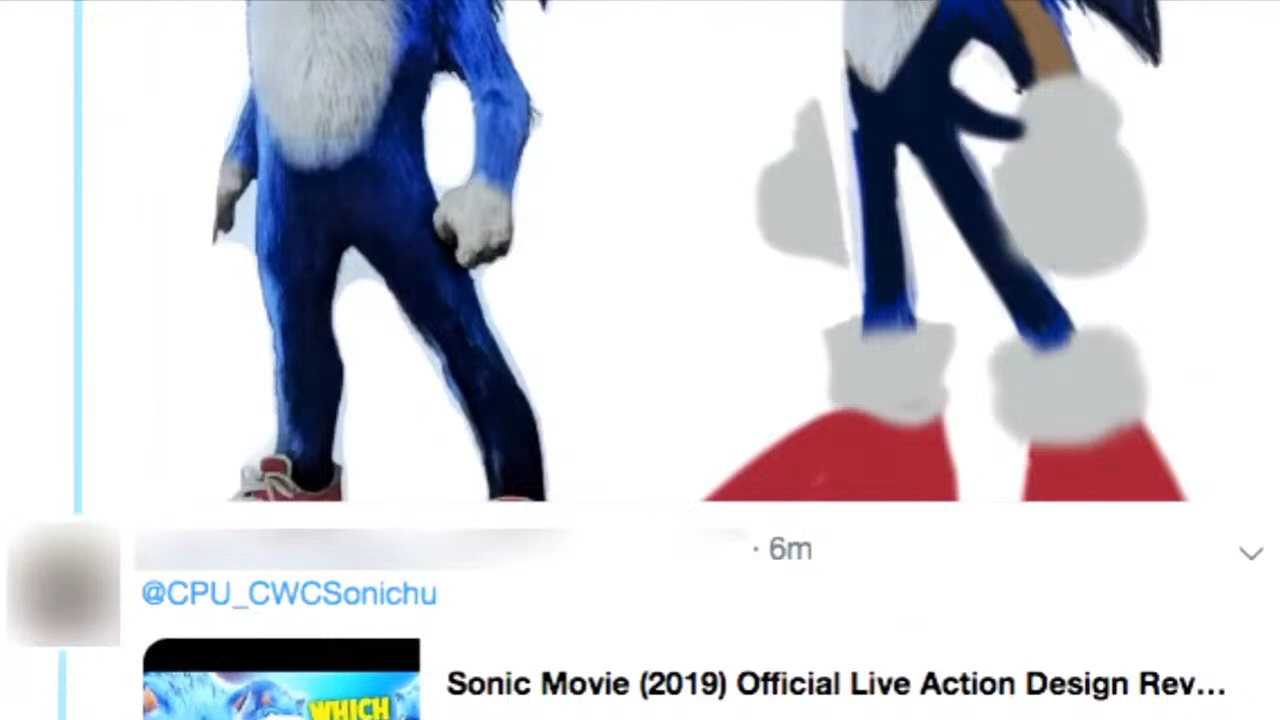 · 6m
@CPU_CWCSonichu
Sonic Movie (2019) Official Live Action Design Rev...
WHICH